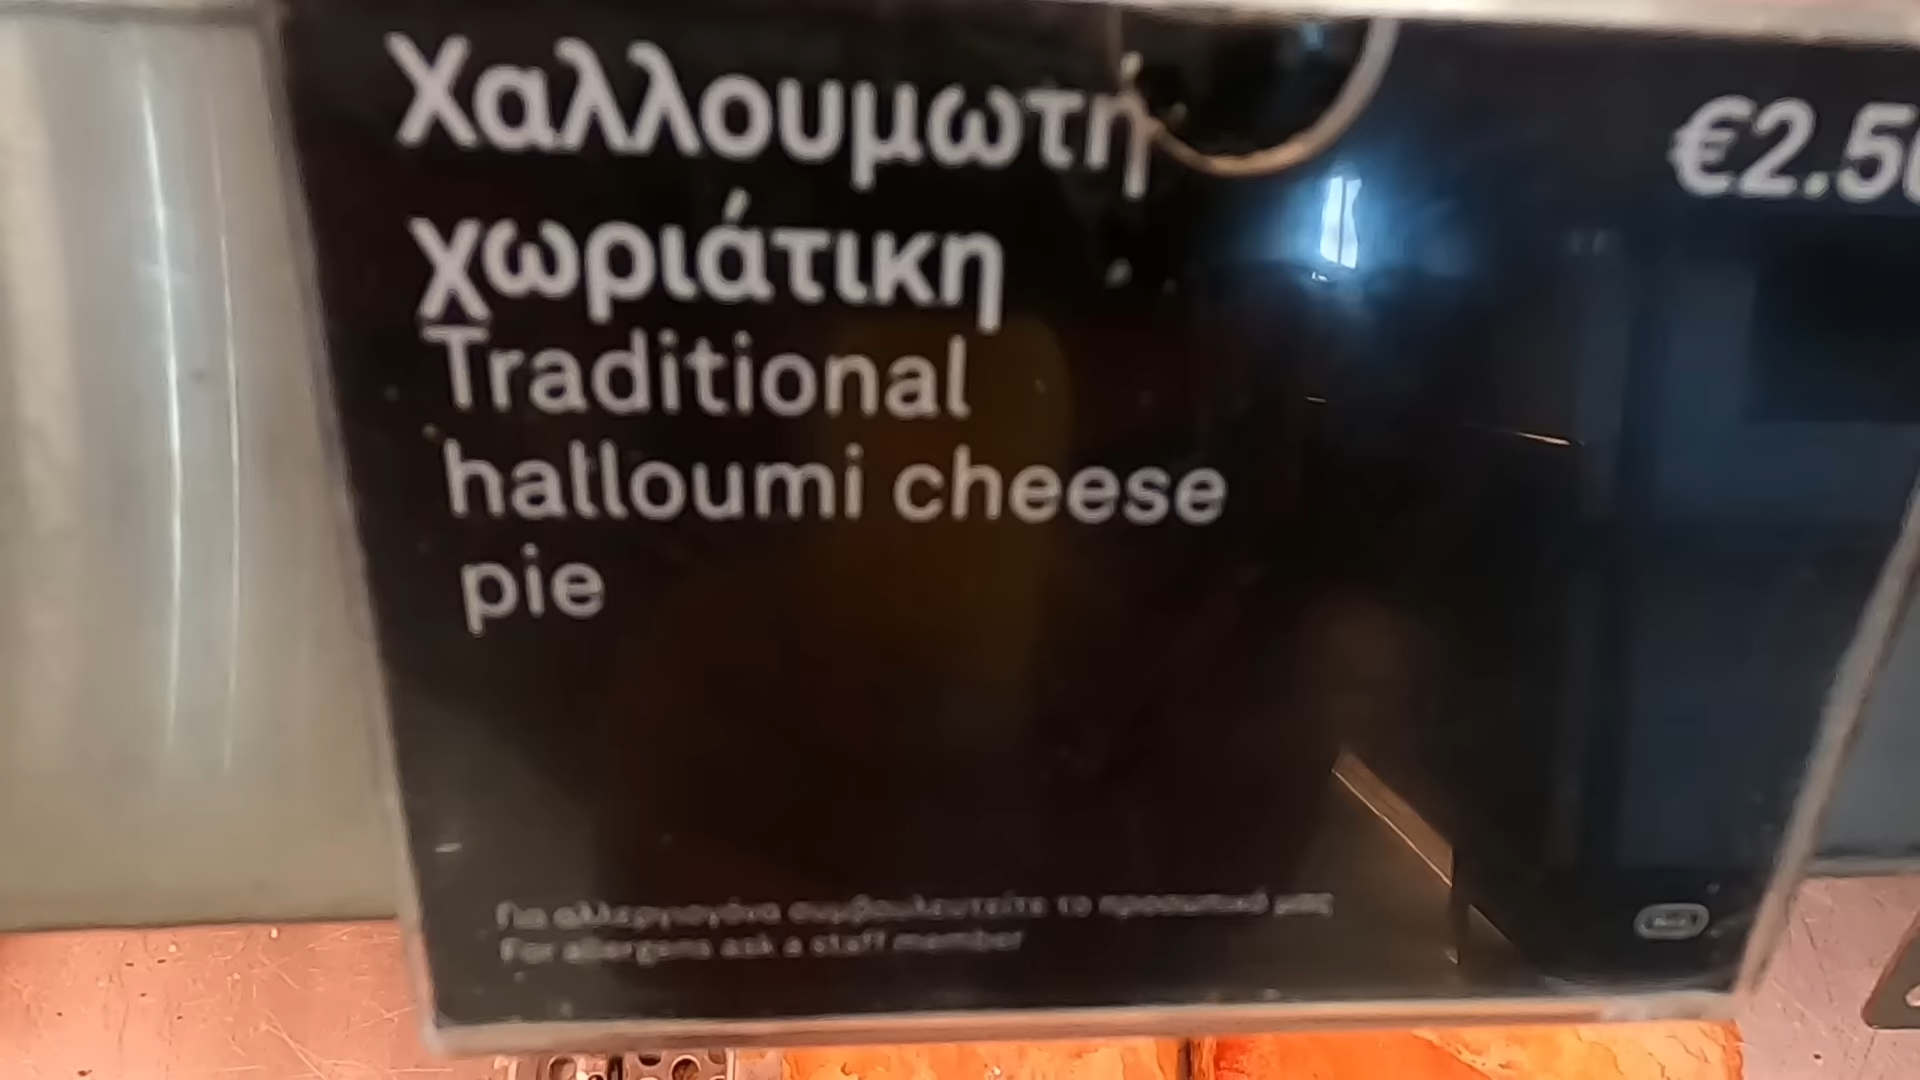 Χαλλουμωτή
χωριάτικη
€2.5
Traditional
halloumi cheese
pie
Για αλλεργιογόνα συμβουλευτείτε το προσωπικό μας
For allergens ask a staff member